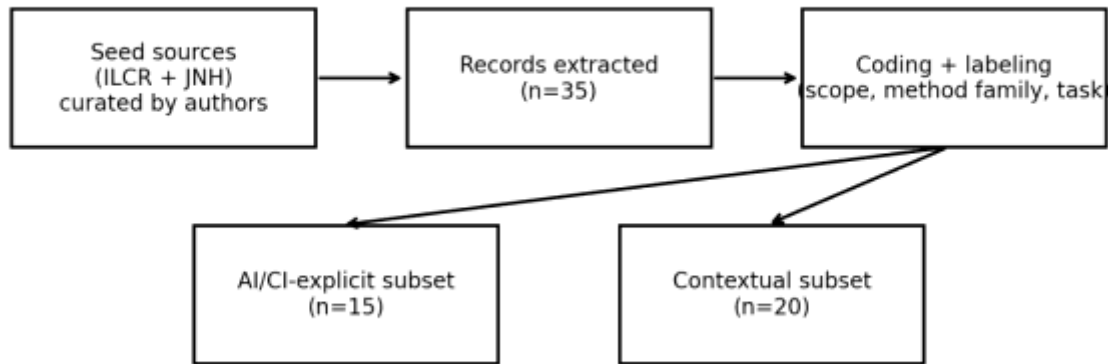 Seed sources
(ILCR + JNH)
curated by authors
Records extracted
(n=35)
Coding + labeling
(scope, method family, task)
AI/CI-explicit subset
(n=15)
Contextual subset
(n=20)